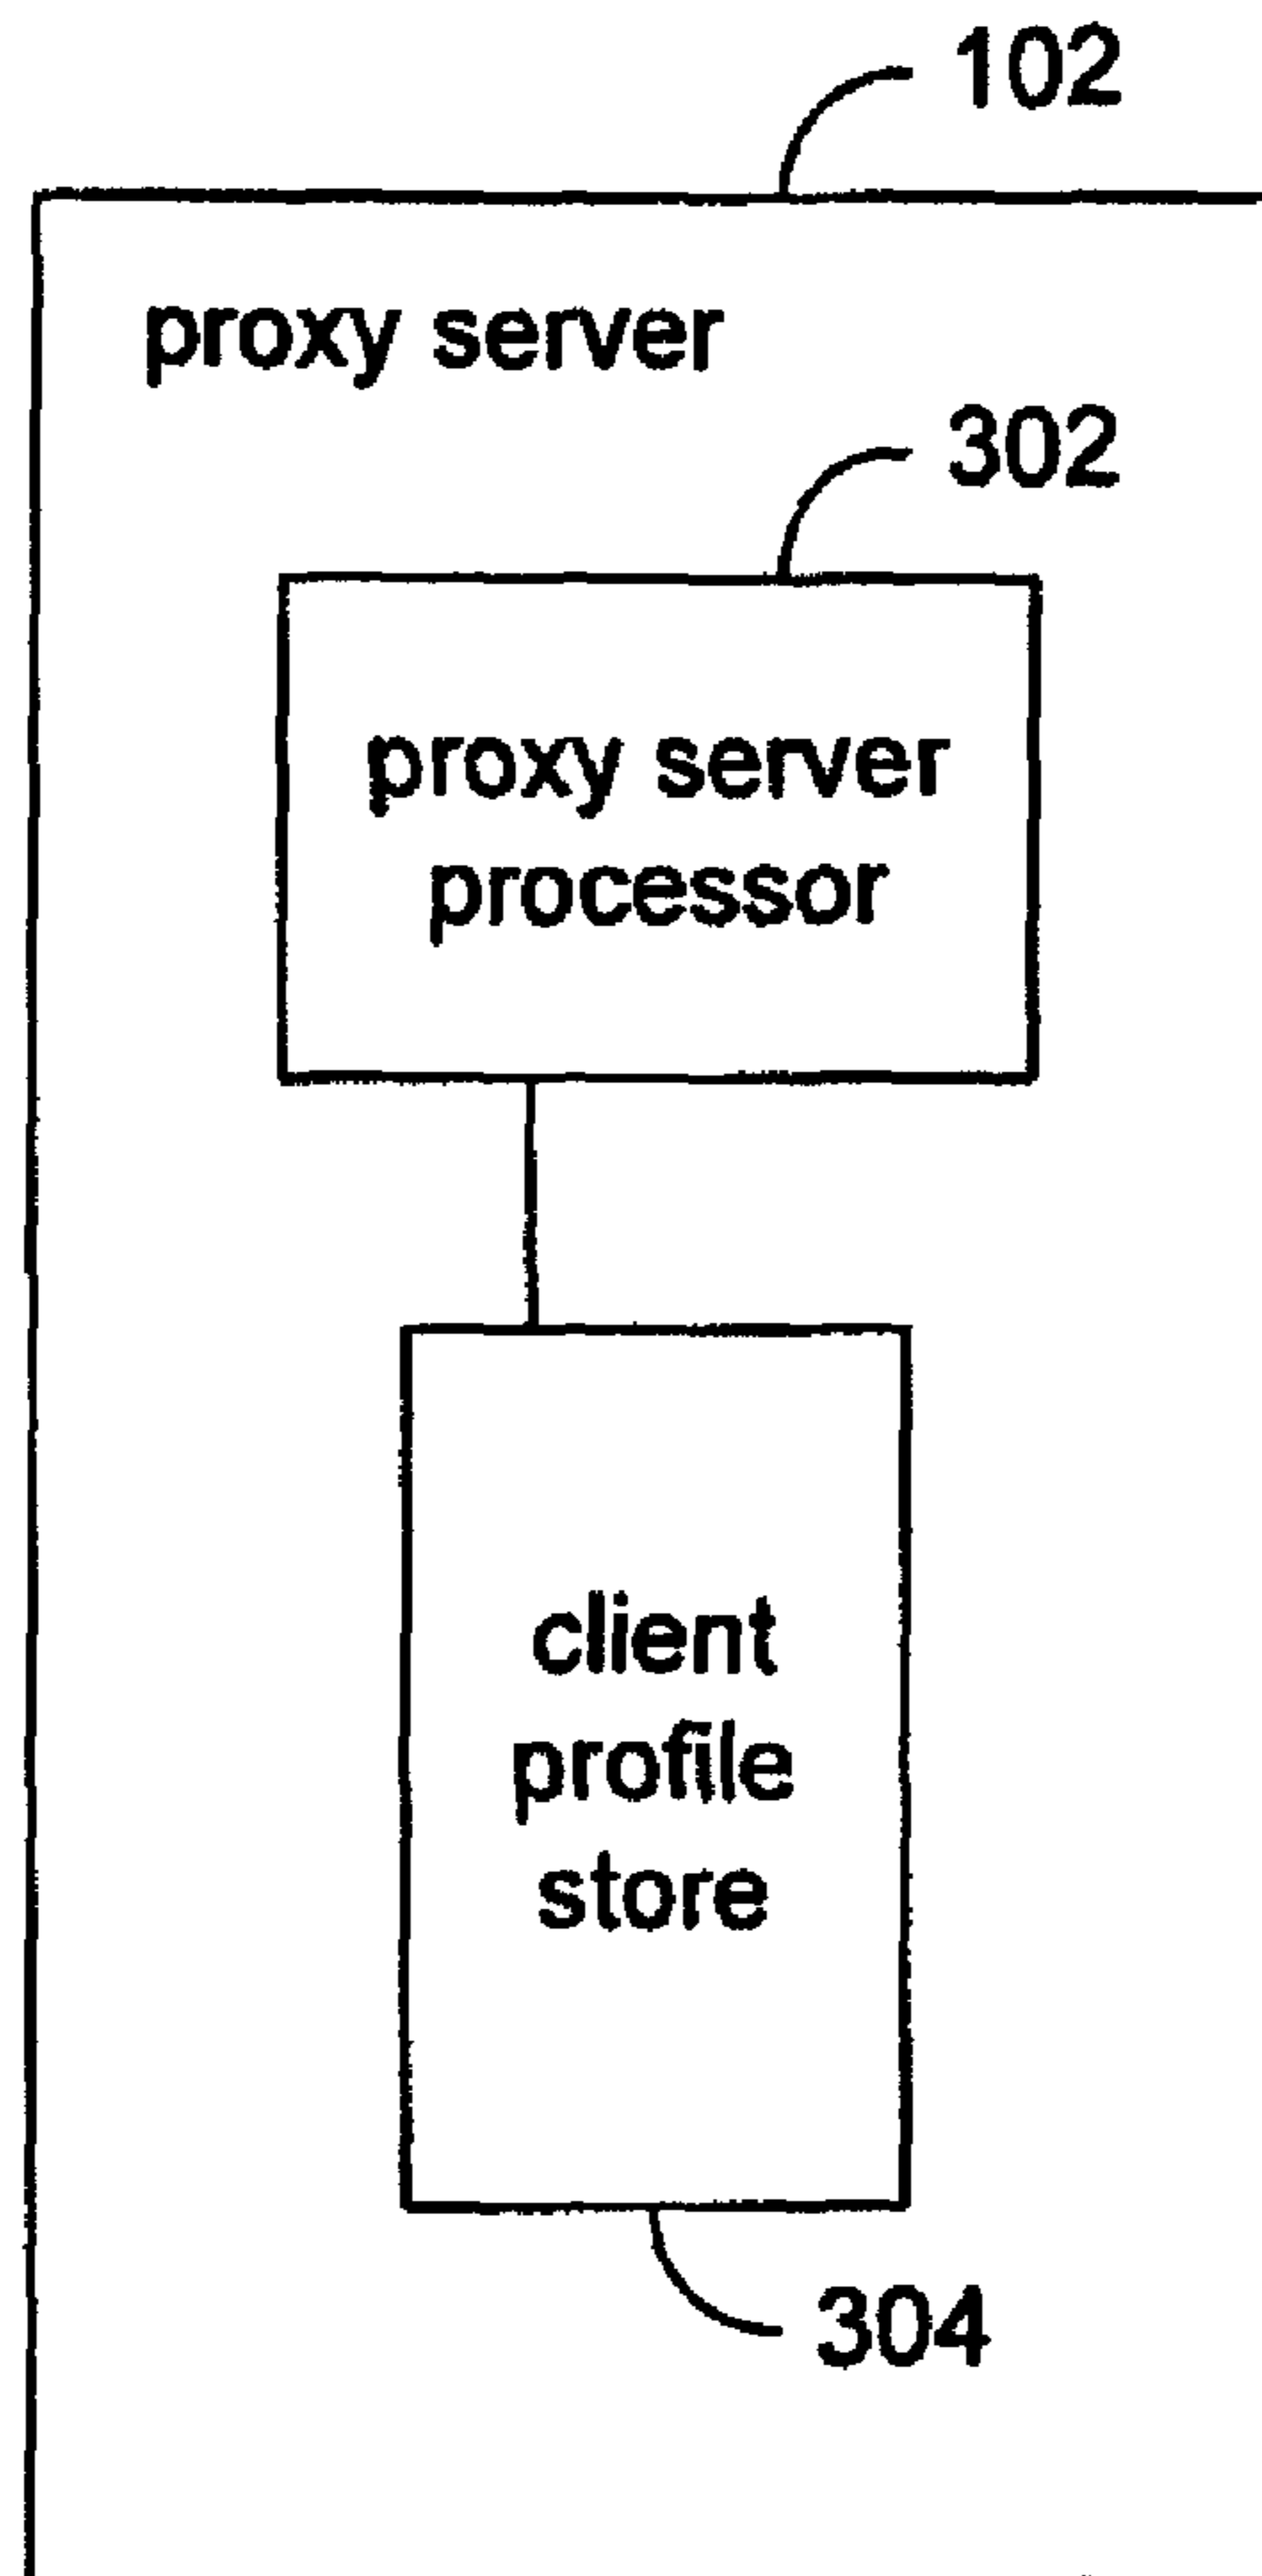 102
proxy server
302
proxy server
processor
client
profile
store
304